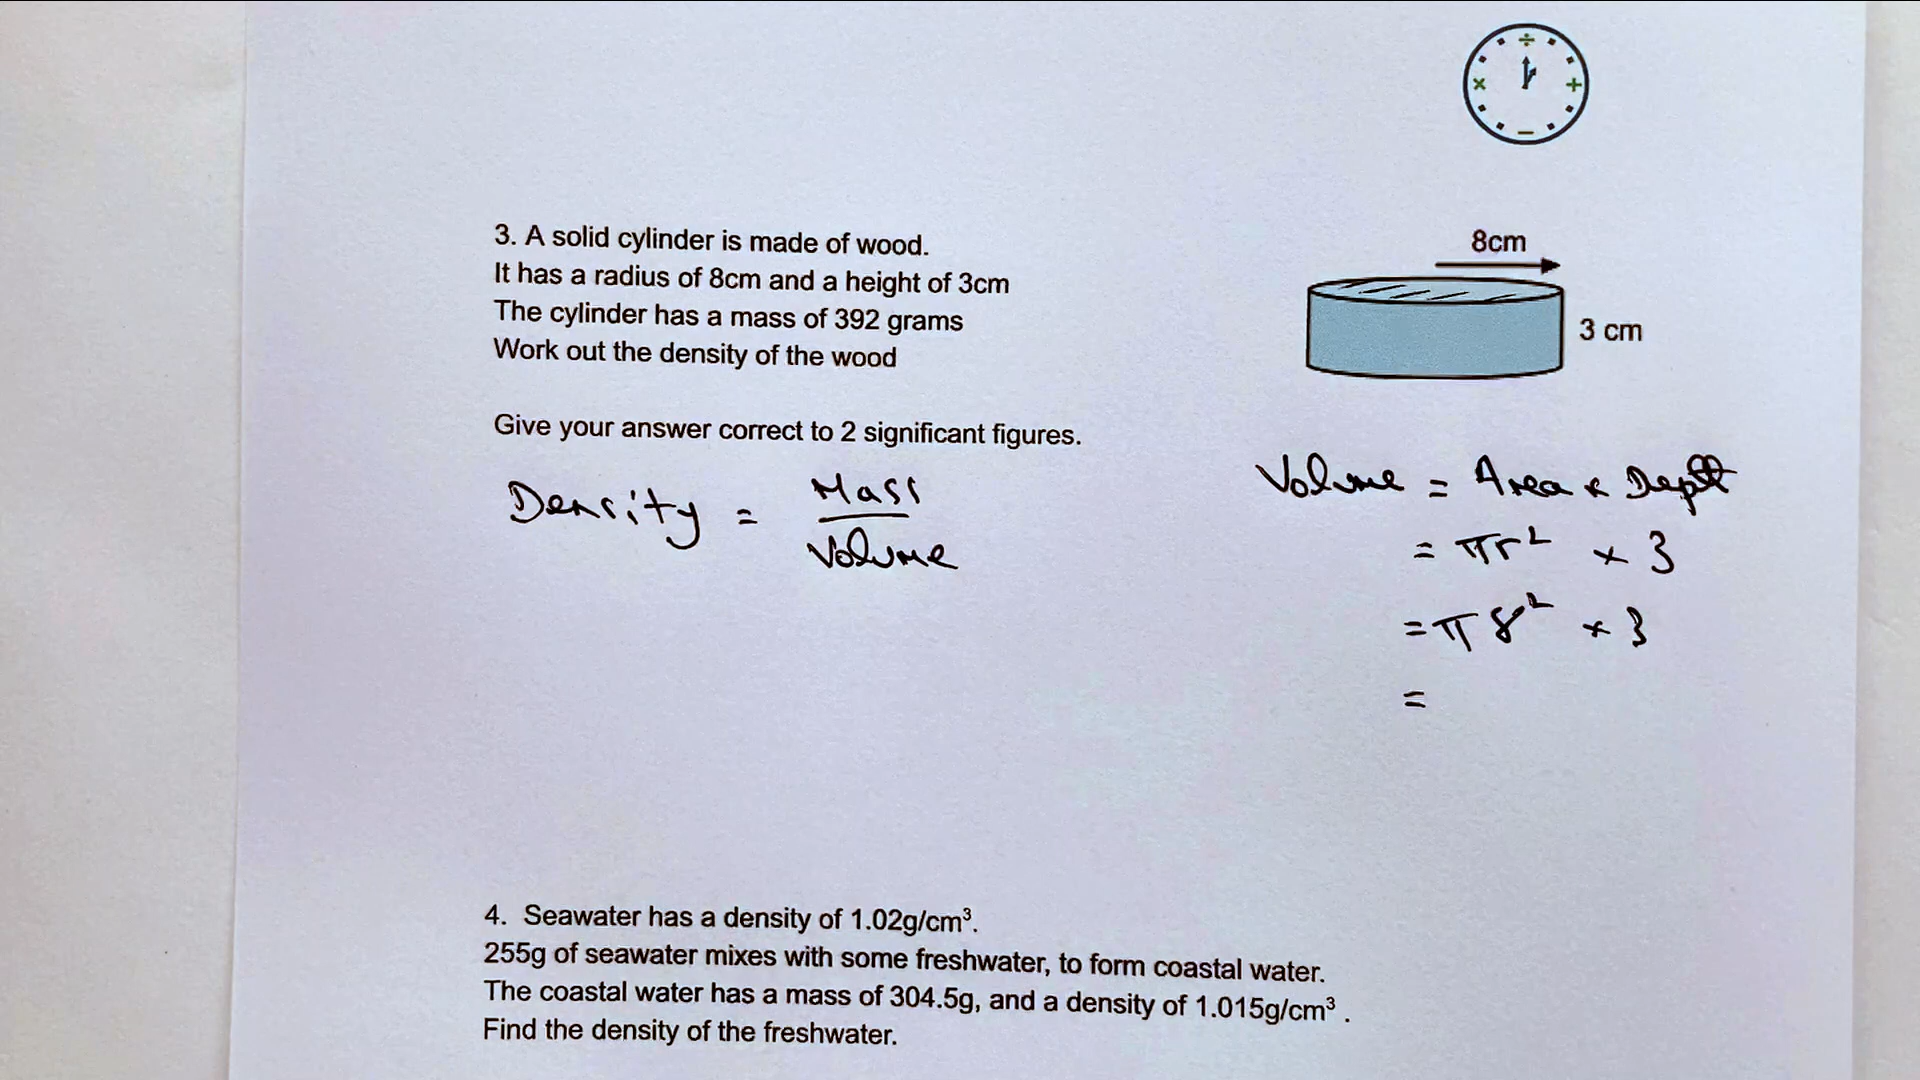 ÷
× +
−
3. A solid cylinder is made of wood.
It has a radius of 8cm and a height of 3cm
The cylinder has a mass of 392 grams
Work out the density of the wood
8cm
3 cm
Give your answer correct to 2 significant figures.
Density = Mass
Volume
Volume = Area × Depth
= πr² × 3
= π8² × 3
=
4. Seawater has a density of 1.02g/cm³.
255g of seawater mixes with some freshwater, to form coastal water.
The coastal water has a mass of 304.5g, and a density of 1.015g/cm³ .
Find the density of the freshwater.